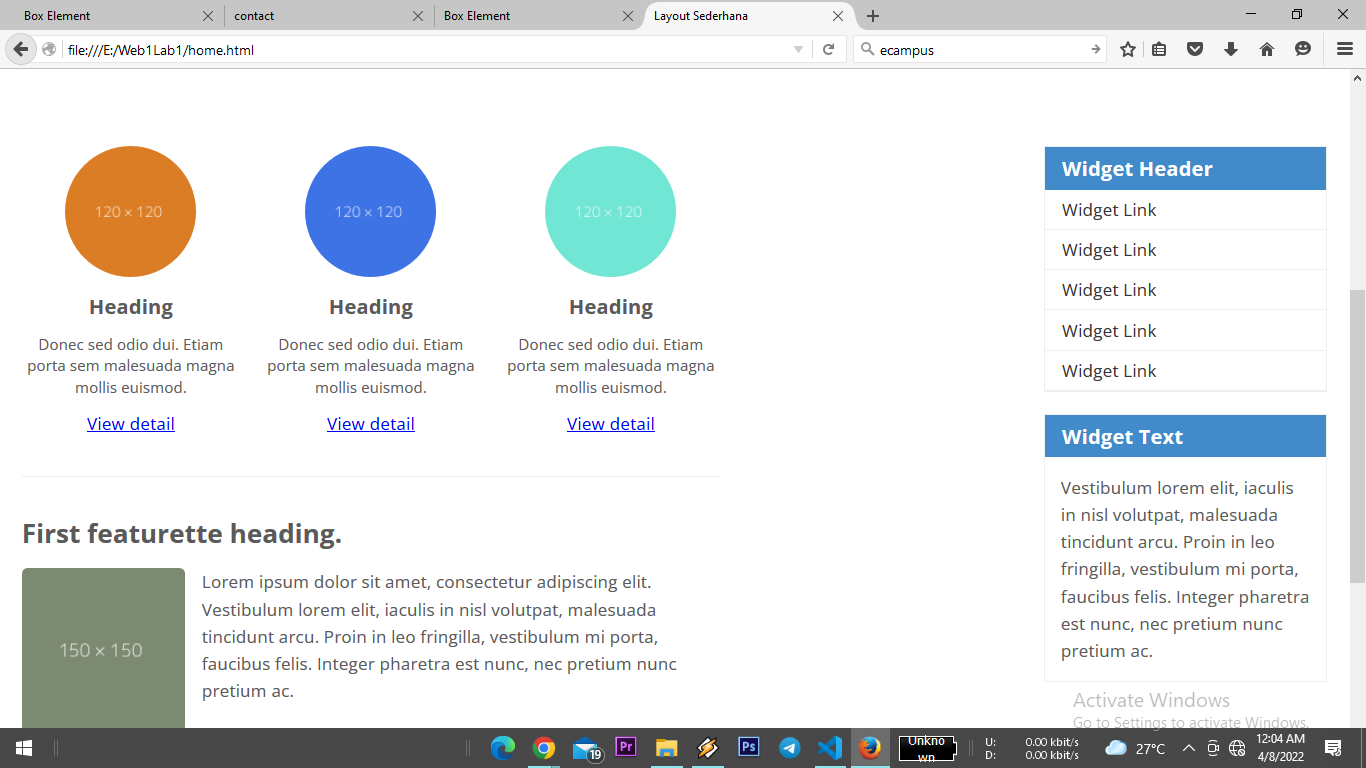 Box Element
contact
Box Element
Layout Sederhana
file:///E:/Web1Lab1/home.html
ecampus
120 × 120
120 × 120
120 × 120
Heading
Heading
Heading
Donec sed odio dui. Etiam
porta sem malesuada magna
mollis euismod.
Donec sed odio dui. Etiam
porta sem malesuada magna
mollis euismod.
Donec sed odio dui. Etiam
porta sem malesuada magna
mollis euismod.
View detail
View detail
View detail
First featurette heading.
150 × 150
Lorem ipsum dolor sit amet, consectetur adipiscing elit.
Vestibulum lorem elit, iaculis in nisl volutpat, malesuada
tincidunt arcu. Proin in leo fringilla, vestibulum mi porta,
faucibus felis. Integer pharetra est nunc, nec pretium nunc
pretium ac.
Widget Header
Widget Link
Widget Link
Widget Link
Widget Link
Widget Link
Widget Text
Vestibulum lorem elit, iaculis
in nisl volutpat, malesuada
tincidunt arcu. Proin in leo
fringilla, vestibulum mi porta,
faucibus felis. Integer pharetra
est nunc, nec pretium nunc
pretium ac.
Activate Windows
Go to Settings to activate Windows.
19
Pr
Ps
Unkno
wn
U: 0.00 kbit/s
D: 0.00 kbit/s
27°C
12:04 AM
4/8/2022